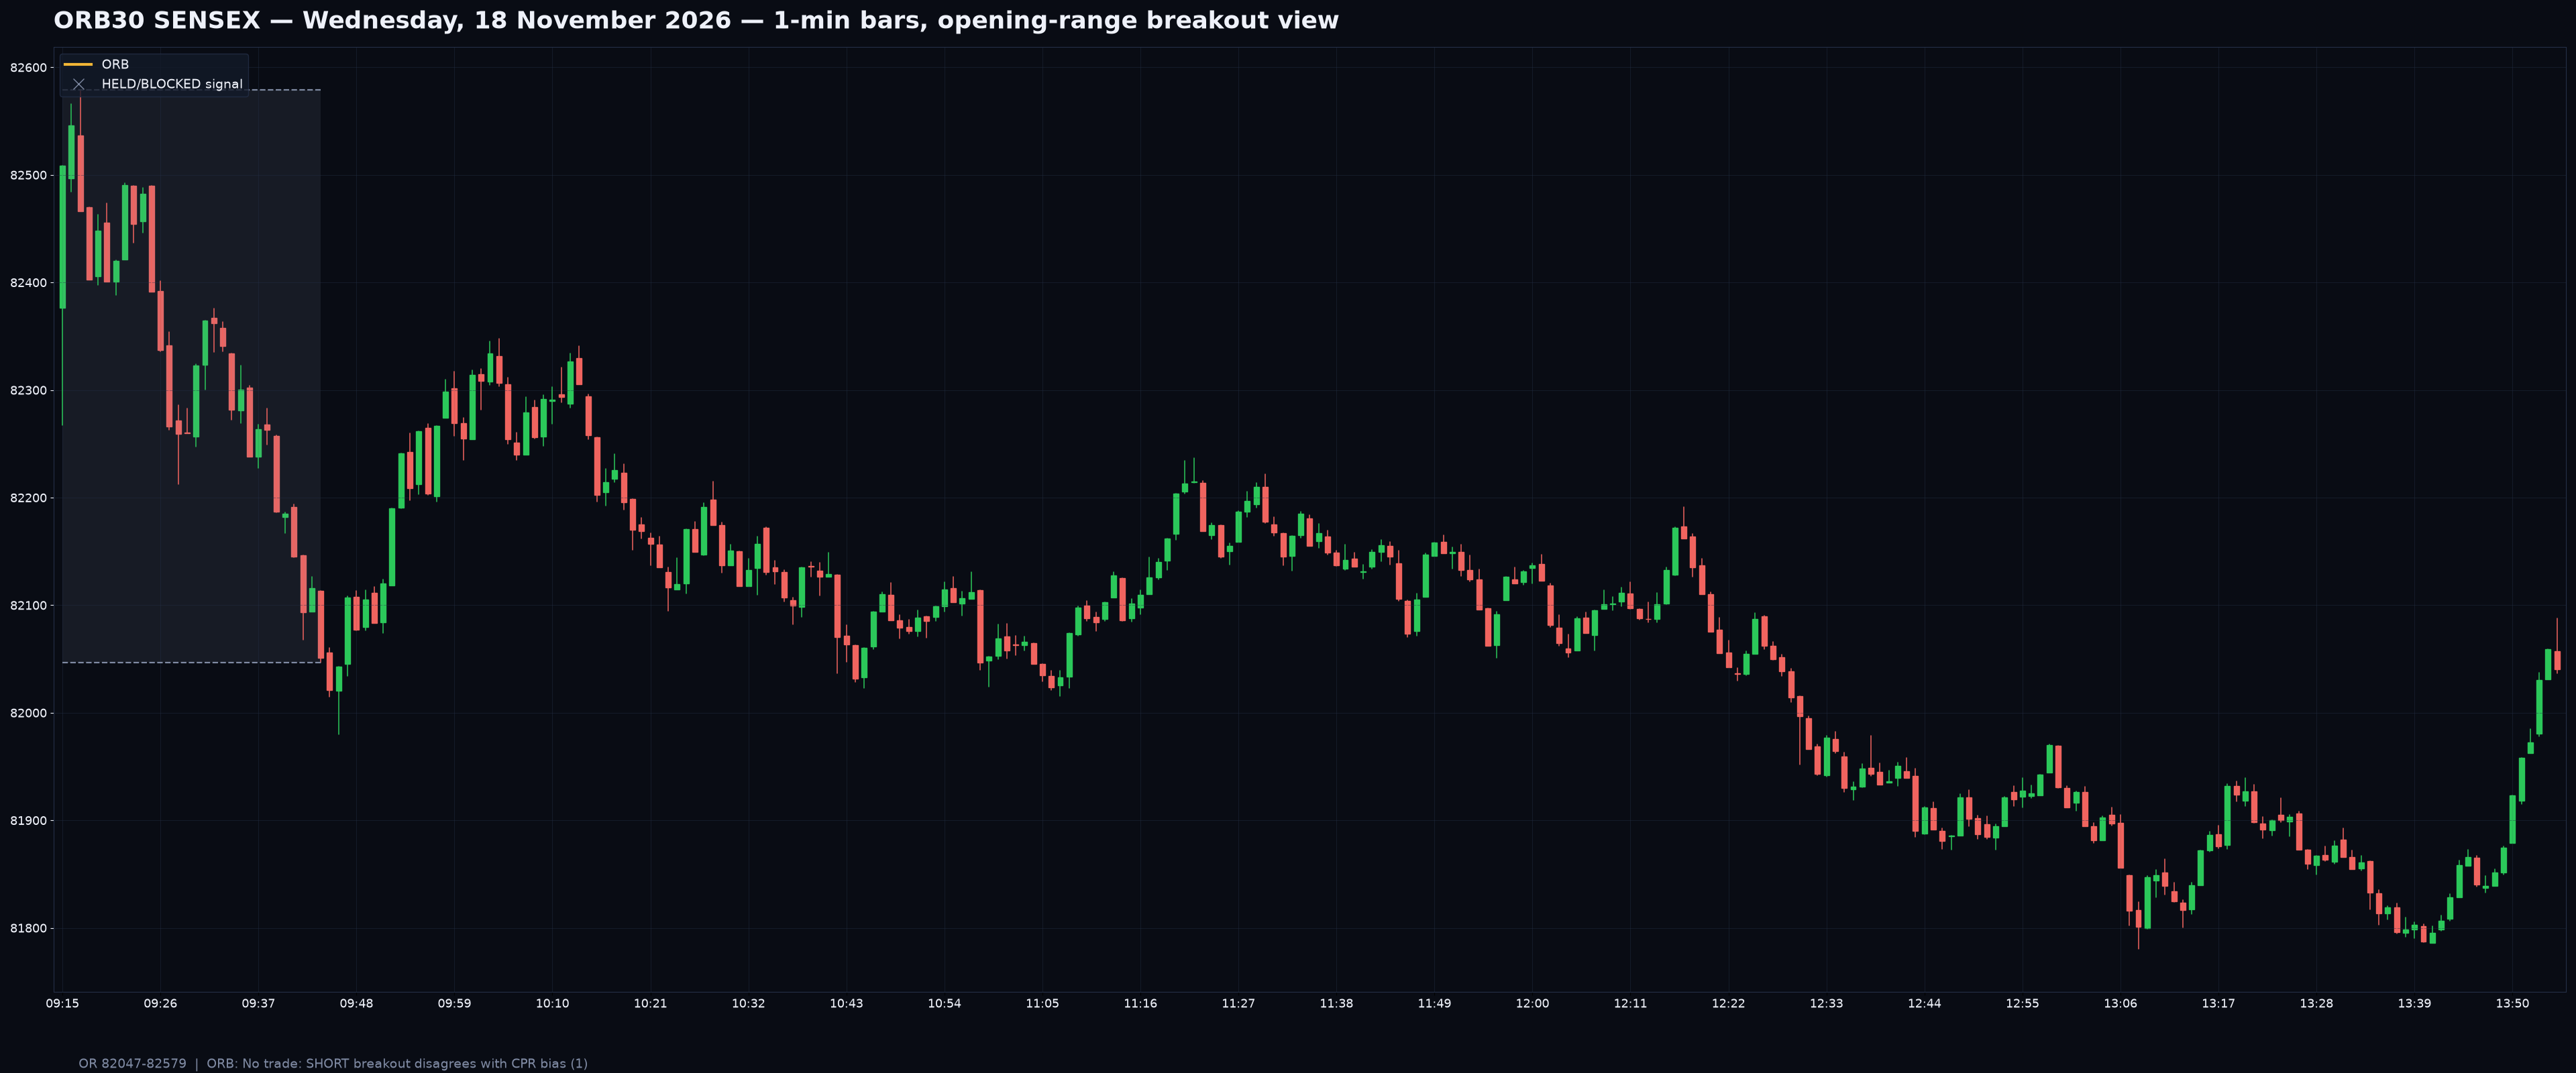 ORB30 SENSEX — Wednesday, 18 November 2026 — 1-min bars, opening-range breakout view
ORB
HELD/BLOCKED signal
82600
82500
82400
82300
82200
82100
82000
81900
81800
09:15 09:26 09:37 09:48 09:59 10:10 10:21 10:32 10:43 10:54 11:05 11:16 11:27 11:38 11:49 12:00 12:11 12:22 12:33 12:44 12:55 13:06 13:17 13:28 13:39 13:50
OR 82047-82579 | ORB: No trade: SHORT breakout disagrees with CPR bias (1)